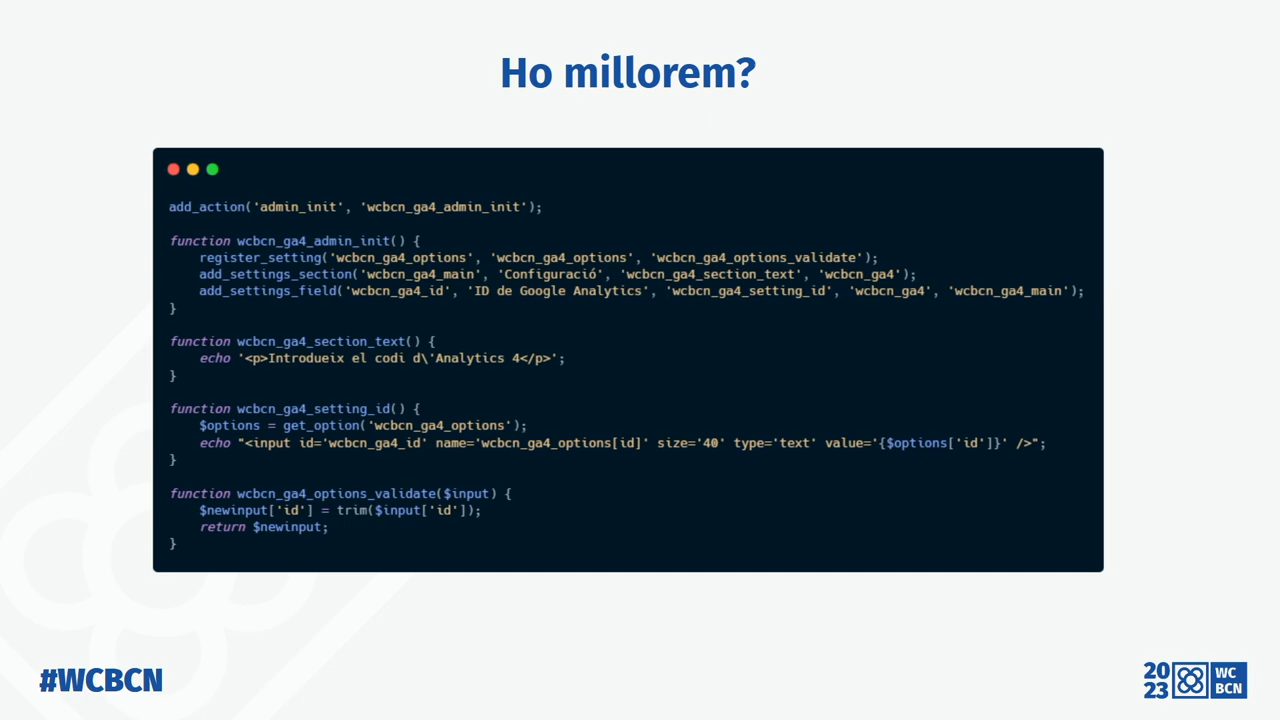 Ho millorem?
add_action('admin_init', 'wcbcn_ga4_admin_init');
function wcbcn_ga4_admin_init() {
    register_setting('wcbcn_ga4_options', 'wcbcn_ga4_options', 'wcbcn_ga4_options_validate');
    add_settings_section('wcbcn_ga4_main', 'Configuració', 'wcbcn_ga4_section_text', 'wcbcn_ga4');
    add_settings_field('wcbcn_ga4_id', 'ID de Google Analytics', 'wcbcn_ga4_setting_id', 'wcbcn_ga4', 'wcbcn_ga4_main');
}
function wcbcn_ga4_section_text() {
    echo '<p>Introdueix el codi d\'Analytics 4</p>';
}
function wcbcn_ga4_setting_id() {
    $options = get_option('wcbcn_ga4_options');
    echo "<input id='wcbcn_ga4_id' name='wcbcn_ga4_options[id]' size='40' type='text' value='{$options['id']}' />";
}
function wcbcn_ga4_options_validate($input) {
    $newinput['id'] = trim($input['id']);
    return $newinput;
}
#WCBCN
2023
WC
BCN